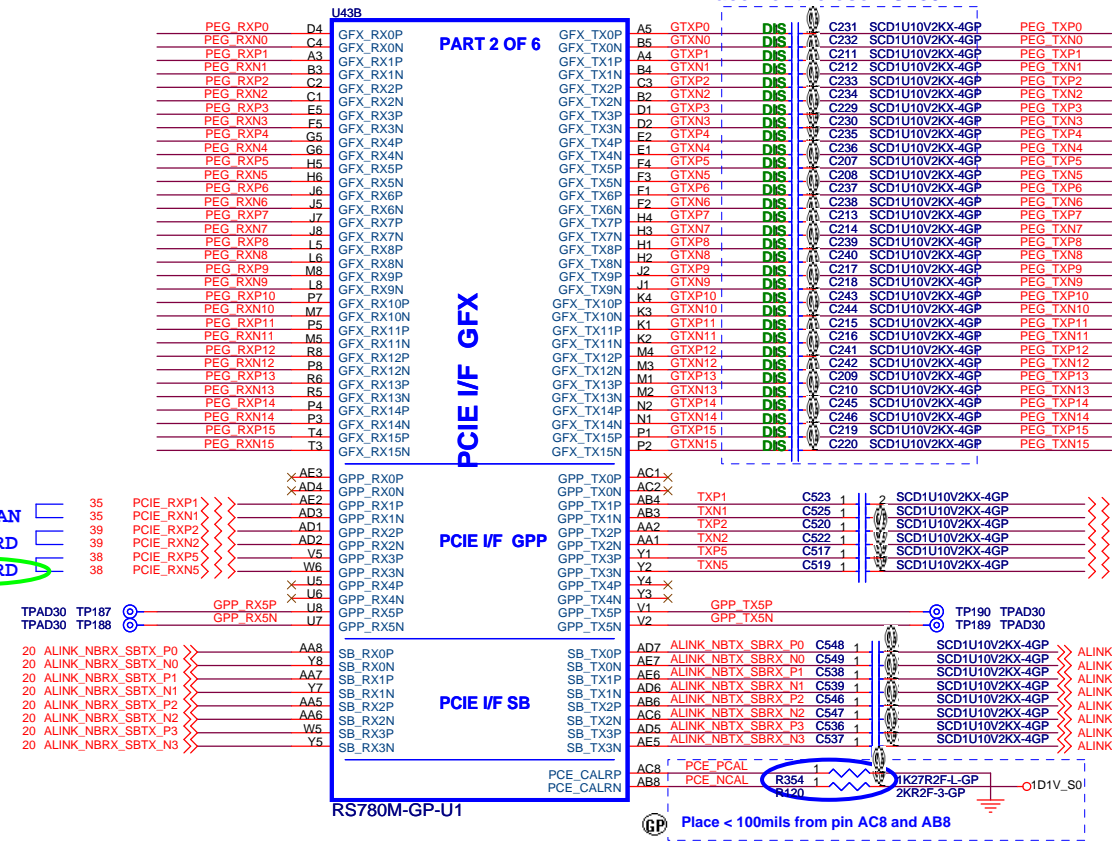 U43B
PART 2 OF 6
PEG_RXP0 D4 GFX_RX0P GFX_TX0P A5 GTXP0 DIS C231 SCD1U10V2KX-4GP PEG_TXP0
PEG_RXN0 C4 GFX_RX0N GFX_TX0N B5 GTXN0 DIS C232 SCD1U10V2KX-4GP PEG_TXN0
PEG_RXP1 A3 GFX_RX1P GFX_TX1P A4 GTXP1 DIS C211 SCD1U10V2KX-4GP PEG_TXP1
PEG_RXN1 B3 GFX_RX1N GFX_TX1N B4 GTXN1 DIS C212 SCD1U10V2KX-4GP PEG_TXN1
PEG_RXP2 C2 GFX_RX2P GFX_TX2P C3 GTXP2 DIS C233 SCD1U10V2KX-4GP PEG_TXP2
PEG_RXN2 C1 GFX_RX2N GFX_TX2N B2 GTXN2 DIS C234 SCD1U10V2KX-4GP PEG_TXN2
PEG_RXP3 E5 GFX_RX3P GFX_TX3P D1 GTXP3 DIS C229 SCD1U10V2KX-4GP PEG_TXP3
PEG_RXN3 F5 GFX_RX3N GFX_TX3N D2 GTXN3 DIS C230 SCD1U10V2KX-4GP PEG_TXN3
PEG_RXP4 G5 GFX_RX4P GFX_TX4P E2 GTXP4 DIS C235 SCD1U10V2KX-4GP PEG_TXP4
PEG_RXN4 G6 GFX_RX4N GFX_TX4N E1 GTXN4 DIS C236 SCD1U10V2KX-4GP PEG_TXN4
PEG_RXP5 H5 GFX_RX5P GFX_TX5P F4 GTXP5 DIS C207 SCD1U10V2KX-4GP PEG_TXP5
PEG_RXN5 H6 GFX_RX5N GFX_TX5N F3 GTXN5 DIS C208 SCD1U10V2KX-4GP PEG_TXN5
PEG_RXP6 J6 GFX_RX6P GFX_TX6P F1 GTXP6 DIS C237 SCD1U10V2KX-4GP PEG_TXP6
PEG_RXN6 J5 GFX_RX6N GFX_TX6N F2 GTXN6 DIS C238 SCD1U10V2KX-4GP PEG_TXN6
PEG_RXP7 J7 GFX_RX7P GFX_TX7P H4 GTXP7 DIS C213 SCD1U10V2KX-4GP PEG_TXP7
PEG_RXN7 J8 GFX_RX7N GFX_TX7N H3 GTXN7 DIS C214 SCD1U10V2KX-4GP PEG_TXN7
PEG_RXP8 L5 GFX_RX8P GFX_TX8P H1 GTXP8 DIS C239 SCD1U10V2KX-4GP PEG_TXP8
PEG_RXN8 L6 GFX_RX8N GFX_TX8N H2 GTXN8 DIS C240 SCD1U10V2KX-4GP PEG_TXN8
PEG_RXP9 M8 GFX_RX9P GFX_TX9P J2 GTXP9 DIS C217 SCD1U10V2KX-4GP PEG_TXP9
PEG_RXN9 L8 GFX_RX9N GFX_TX9N J1 GTXN9 DIS C218 SCD1U10V2KX-4GP PEG_TXN9
PEG_RXP10 P7 GFX_RX10P GFX_TX10P K4 GTXP10 DIS C243 SCD1U10V2KX-4GP PEG_TXP10
PEG_RXN10 M7 GFX_RX10N GFX_TX10N K3 GTXN10 DIS C244 SCD1U10V2KX-4GP PEG_TXN10
PEG_RXP11 P5 GFX_RX11P GFX_TX11P K1 GTXP11 DIS C215 SCD1U10V2KX-4GP PEG_TXP11
PEG_RXN11 M5 GFX_RX11N GFX_TX11N K2 GTXN11 DIS C216 SCD1U10V2KX-4GP PEG_TXN11
PEG_RXP12 R8 GFX_RX12P GFX_TX12P M4 GTXP12 DIS C241 SCD1U10V2KX-4GP PEG_TXP12
PEG_RXN12 P8 GFX_RX12N GFX_TX12N M3 GTXN12 DIS C242 SCD1U10V2KX-4GP PEG_TXN12
PEG_RXP13 R6 GFX_RX13P GFX_TX13P M1 GTXP13 DIS C209 SCD1U10V2KX-4GP PEG_TXP13
PEG_RXN13 R5 GFX_RX13N GFX_TX13N M2 GTXN13 DIS C210 SCD1U10V2KX-4GP PEG_TXN13
PEG_RXP14 P4 GFX_RX14P GFX_TX14P N2 GTXP14 DIS C245 SCD1U10V2KX-4GP PEG_TXP14
PEG_RXN14 P3 GFX_RX14N GFX_TX14N N1 GTXN14 DIS C246 SCD1U10V2KX-4GP PEG_TXN14
PEG_RXP15 T4 GFX_RX15P GFX_TX15P P1 GTXP15 DIS C219 SCD1U10V2KX-4GP PEG_TXP15
PEG_RXN15 T3 GFX_RX15N GFX_TX15N P2 GTXN15 DIS C220 SCD1U10V2KX-4GP PEG_TXN15
PCIE I/F GFX
AE3 GPP_RX0P GPP_TX0P AC1
AD4 GPP_RX0N GPP_TX0N AC2
AN 35 PCIE_RXP1 AE2 GPP_RX1P GPP_TX1P AB4 TXP1 C523 1 2 SCD1U10V2KX-4GP
35 PCIE_RXN1 AD3 GPP_RX1N GPP_TX1N AB3 TXN1 C525 1 SCD1U10V2KX-4GP
RD 39 PCIE_RXP2 AD1 GPP_RX2P GPP_TX2P AA2 TXP2 C520 1 SCD1U10V2KX-4GP
39 PCIE_RXN2 AD2 GPP_RX2N GPP_TX2N AA1 TXN2 C522 1 SCD1U10V2KX-4GP
RD 38 PCIE_RXP5 V5 GPP_RX3P GPP_TX3P Y1 TXP5 C517 1 SCD1U10V2KX-4GP
38 PCIE_RXN5 W6 GPP_RX3N GPP_TX3N Y2 TXN5 C519 1 SCD1U10V2KX-4GP
PCIE I/F GPP
U5 GPP_RX4P GPP_TX4P Y4
U6 GPP_RX4N GPP_TX4N Y3
TPAD30 TP187 GPP_RX5P U8 GPP_RX5P GPP_TX5P V1 GPP_TX5P TP190 TPAD30
TPAD30 TP188 GPP_RX5N U7 GPP_RX5N GPP_TX5N V2 GPP_TX5N TP189 TPAD30
20 ALINK_NBRX_SBTX_P0 AA8 SB_RX0P SB_TX0P AD7 ALINK_NBTX_SBRX_P0 C548 1 SCD1U10V2KX-4GP ALINK
20 ALINK_NBRX_SBTX_N0 Y8 SB_RX0N SB_TX0N AE7 ALINK_NBTX_SBRX_N0 C549 1 SCD1U10V2KX-4GP ALINK
20 ALINK_NBRX_SBTX_P1 AA7 SB_RX1P SB_TX1P AE6 ALINK_NBTX_SBRX_P1 C538 1 SCD1U10V2KX-4GP ALINK
20 ALINK_NBRX_SBTX_N1 Y7 SB_RX1N SB_TX1N AD6 ALINK_NBTX_SBRX_N1 C539 1 SCD1U10V2KX-4GP ALINK
20 ALINK_NBRX_SBTX_P2 AA5 SB_RX2P SB_TX2P AB6 ALINK_NBTX_SBRX_P2 C546 1 SCD1U10V2KX-4GP ALINK
20 ALINK_NBRX_SBTX_N2 AA6 SB_RX2N SB_TX2N AC6 ALINK_NBTX_SBRX_N2 C547 1 SCD1U10V2KX-4GP ALINK
20 ALINK_NBRX_SBTX_P3 W5 SB_RX3P SB_TX3P AD5 ALINK_NBTX_SBRX_P3 C536 1 SCD1U10V2KX-4GP ALINK
20 ALINK_NBRX_SBTX_N3 Y5 SB_RX3N SB_TX3N AE5 ALINK_NBTX_SBRX_N3 C537 1 SCD1U10V2KX-4GP ALINK
PCIE I/F SB
PCE_CALRP AC8 PCE_PCAL 1
PCE_CALRN AB8 PCE_NCAL R354 1 1K27R2F-L-GP 1D1V_S0
R120 2KR2F-3-GP
RS780M-GP-U1
GP Place < 100mils from pin AC8 and AB8